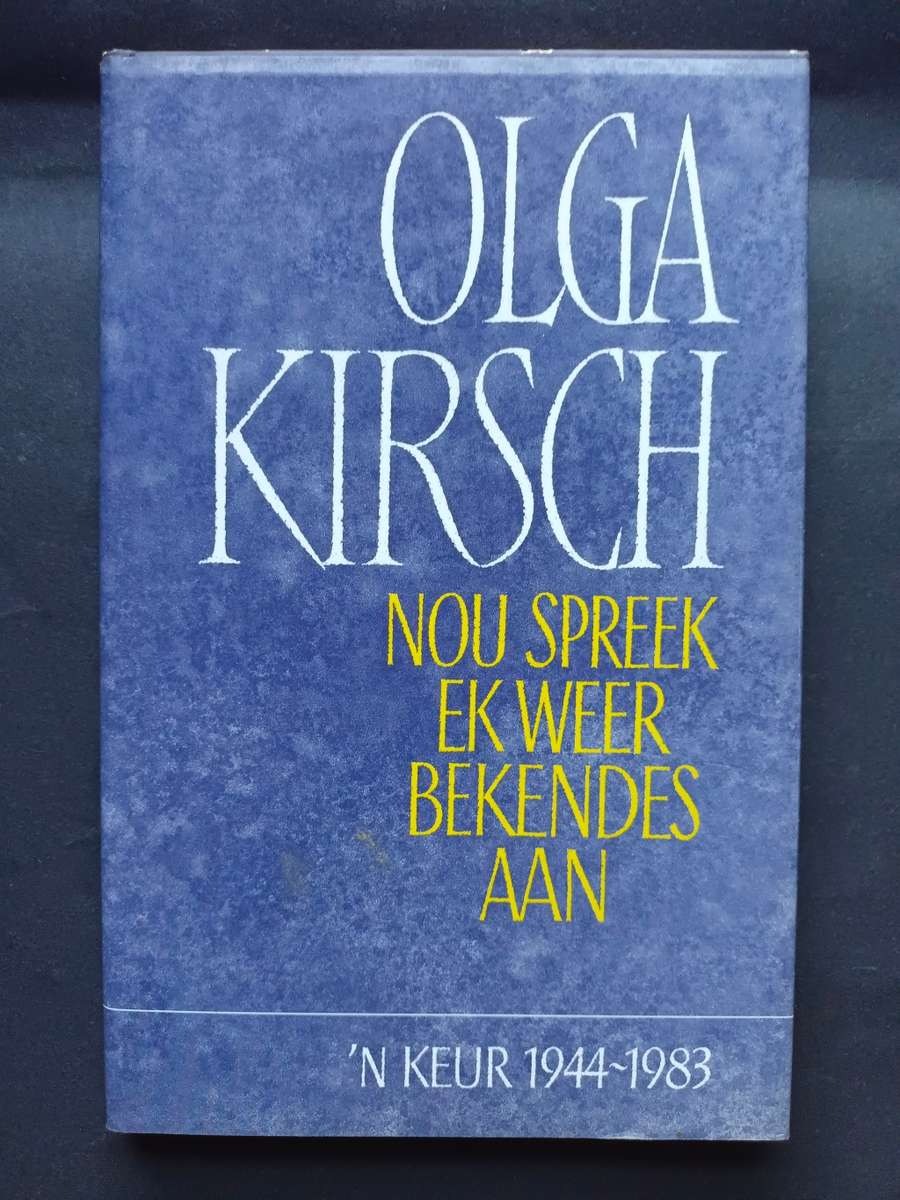 OLGA
KIRSCH
NOU SPREEK
EK WEER
BEKENDES
AAN
'N KEUR 1944~1983